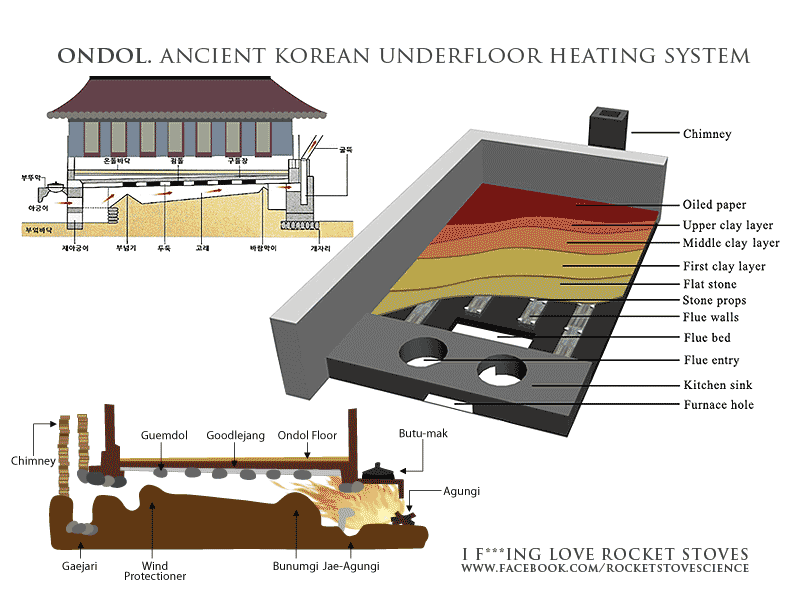 ONDOL. ANCIENT KOREAN UNDERFLOOR HEATING SYSTEM
온돌바닥
굄돌
구들장
굴뚝
부뚜막
아궁이
부엌바닥
재아궁이
부넘기
두둑
고래
바람막이
개자리
Chimney
Oiled paper
Upper clay layer
Middle clay layer
First clay layer
Flat stone
Stone props
Flue walls
Flue bed
Flue entry
Kitchen sink
Furnace hole
Guemdol
Goodlejang
Ondol Floor
Butu-mak
Chimney
Agungi
Gaejari
Wind
Protectioner
Bunumgi
Jae-Agungi
I F***ING LOVE ROCKET STOVES
WWW.FACEBOOK.COM/ROCKETSTOVESCIENCE